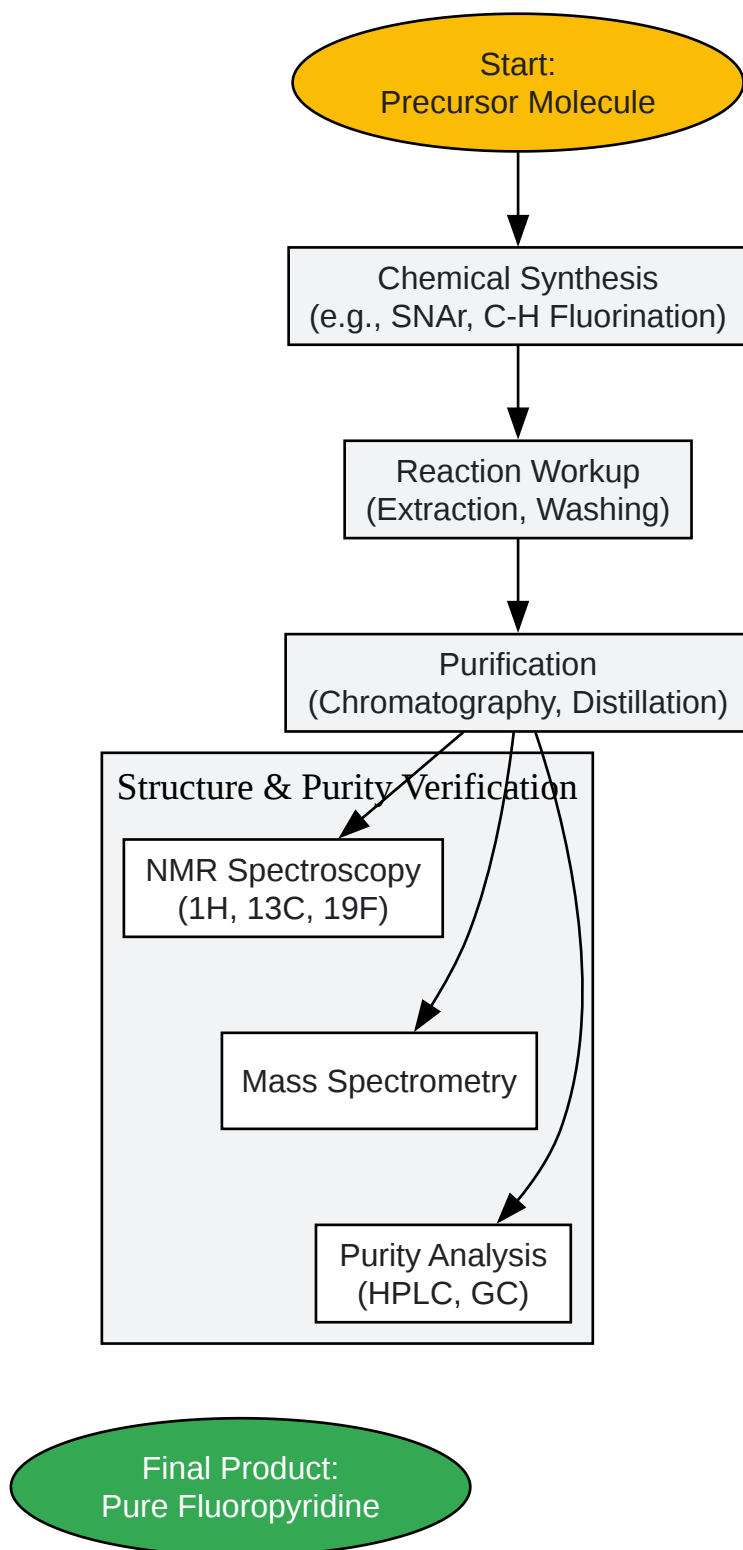 Start:
Precursor Molecule
Chemical Synthesis
(e.g., SNAr, C-H Fluorination)
Reaction Workup
(Extraction, Washing)
Purification
(Chromatography, Distillation)
Structure & Purity Verification
NMR Spectroscopy
(1H, 13C, 19F)
Mass Spectrometry
Purity Analysis
(HPLC, GC)
Final Product:
Pure Fluoropyridine